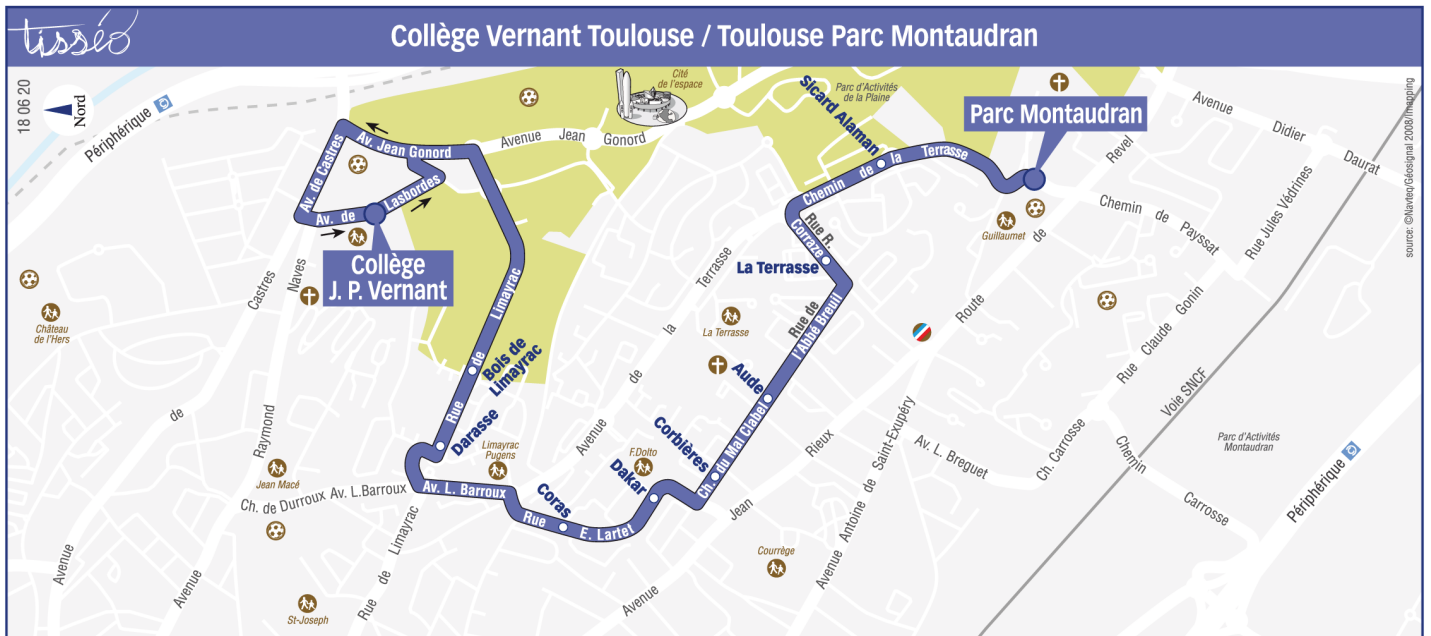 tisséo
Collège Vernant Toulouse / Toulouse Parc Montaudran
18 06 20
Nord
Périphérique
Cité
de l'espace
Parc d'Activités
de la Plaine
Sicard Alaman
Parc Montaudran
Avenue Didier Daurat
Revel
Av. Jean Gonord
Avenue Jean Gonord
Av. de Castres
Av. de Lasbordes
Collège
J. P. Vernant
Chemin de la Terrasse
Rue R.
Corraze
La Terrasse
Guillaumet
de
Chemin de Payssat
Rue Jules Védrines
source: ©Navteq/Géosignal 2008/Imapping
Castres
Naves
Château
de l'Hers
Rue de Limayrac
Bois de
Limayrac
Terrasse
la
La Terrasse
Rue de
l'Abbé Breuil
Route
Rue Claude Gonin
Voie SNCF
de
Aude
de
Raymond
Darasse
Limayrac
Pugens
Avenue
Corbières
F.Dolto
Dakar
Ch. du Mal Clabel
Rieux
Avenue Antoine de Saint-Exupéry
Av. L. Breguet
Ch. Carrosse
Chemin
Carrosse
Parc d'Activités
Montaudran
Périphérique
Jean Macé
Ch. de Durroux
Av. L.Barroux
Av. L. Barroux
Coras
Rue E. Lartet
Jean
Courrège
Avenue
Avenue
Avenue
Rue de Limayrac
St-Joseph